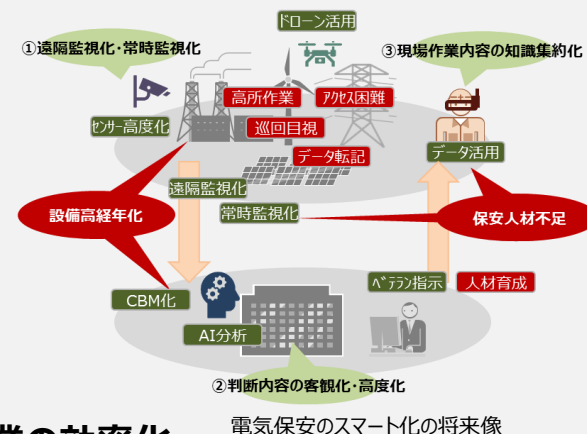 ドローン活用
①遠隔監視化・常時監視化
③現場作業内容の知識集約化
高所作業
アクセス困難
センサー高度化
巡回目視
データ転記
データ活用
遠隔監視化
設備高経年化
常時監視化
保安人材不足
CBM化
ベテラン指示
人材育成
AI分析
②判断内容の客観化・高度化
電気保安のスマート化の将来像
の効率化